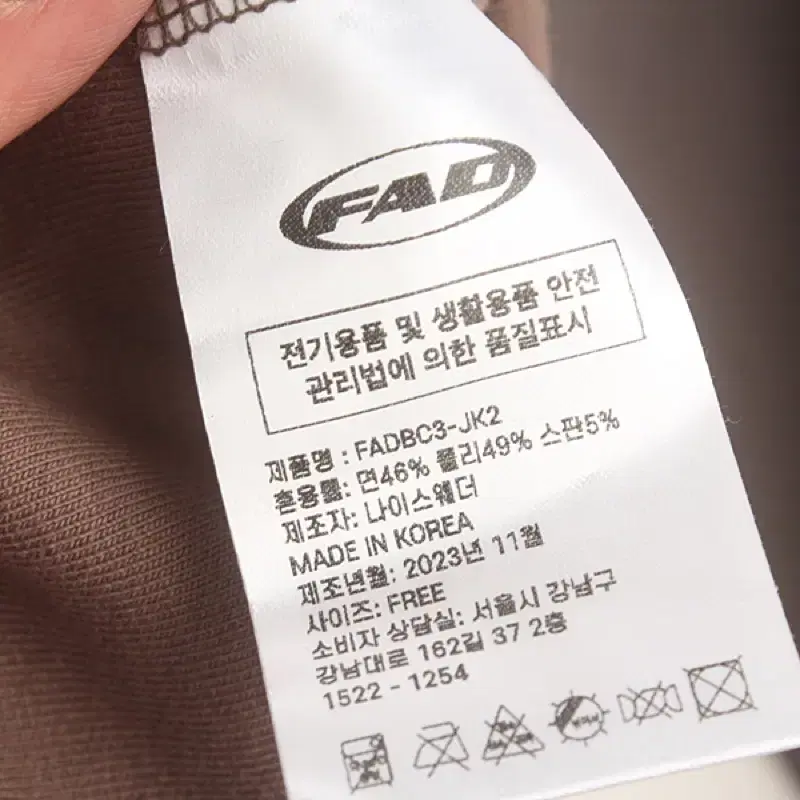 FAD
전기용품 및 생활용품 안전
관리법에 의한 품질표시
제품명 : FADBC3-JK2
혼용률: 면46% 폴리49% 스판5%
제조자: 나이스웨더
MADE IN KOREA
제조년월: 2023년 11월
사이즈: FREE
소비자 상담실: 서울시 강남구
강남대로 162길 37 2층
1522 - 1254